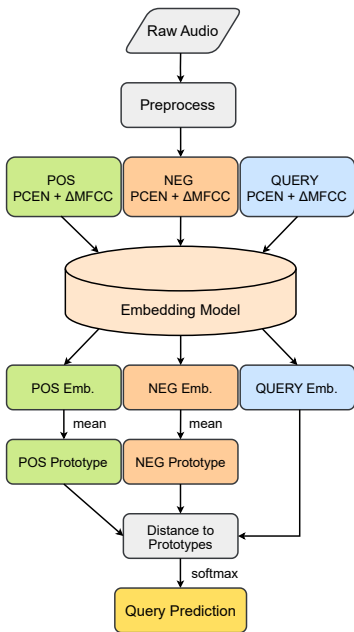 Raw Audio
Preprocess
POS
PCEN + ΔMFCC
NEG
PCEN + ΔMFCC
QUERY
PCEN + ΔMFCC
Embedding Model
POS Emb.
NEG Emb.
QUERY Emb.
mean
mean
POS Prototype
NEG Prototype
Distance to
Prototypes
softmax
Query Prediction